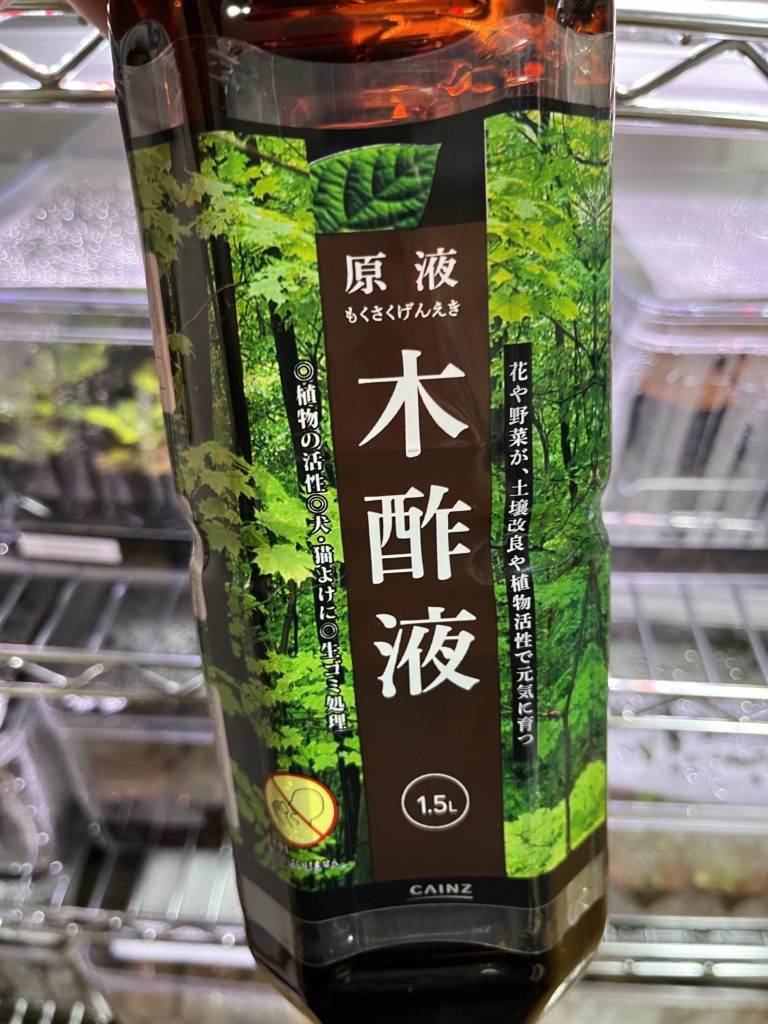 原液
もくさくげんえき
木酢液
花や野菜が、土壌改良や植物活性で元気に育つ
◎植物の活性◎犬・猫よけに◎生ゴミ処理
1.5L
CAINZ